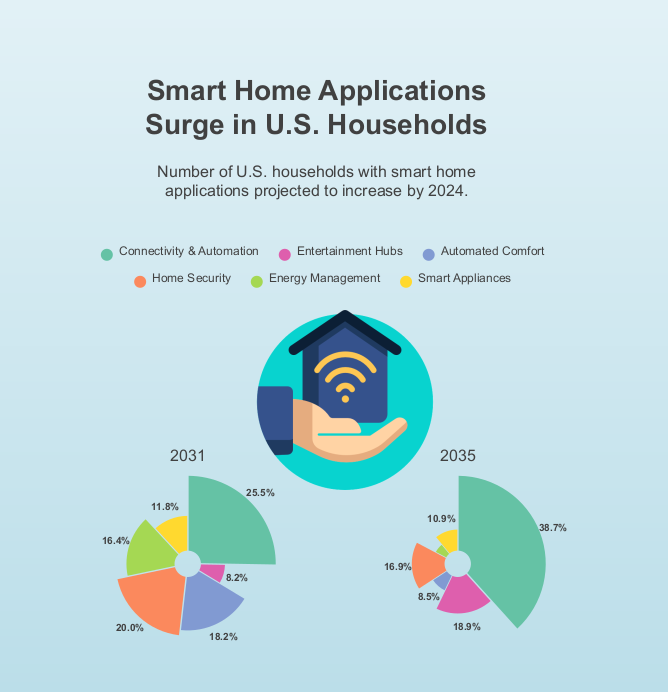 Smart Home Applications
Surge in U.S. Households
Number of U.S. households with smart home
applications projected to increase by 2024.
Connectivity & Automation Entertainment Hubs Automated Comfort
Home Security Energy Management Smart Appliances
2031
25.5%
8.2%
18.2%
20.0%
16.4%
11.8%
2035
38.7%
18.9%
8.5%
16.9%
10.9%